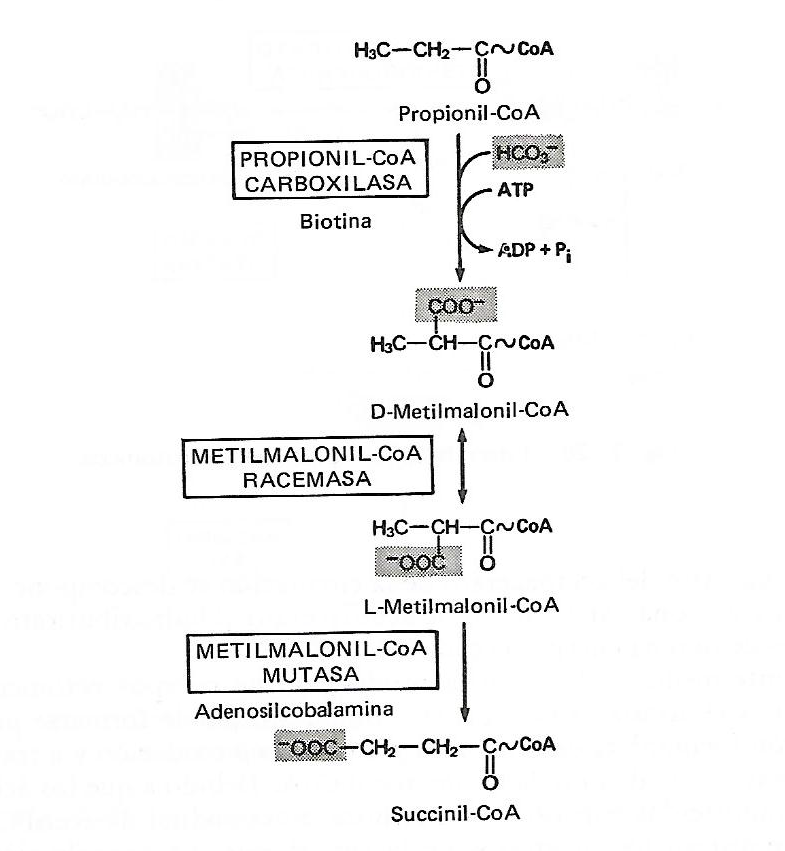 H₃C—CH₂—C~CoA
O
Propionil-CoA
PROPIONIL-CoA
CARBOXILASA
Biotina
HCO₃⁻
ATP
ADP + Pi
COO⁻
H₃C—CH—C~CoA
O
D-Metilmalonil-CoA
METILMALONIL-CoA
RACEMASA
H₃C—CH—C~CoA
⁻OOC O
L-Metilmalonil-CoA
METILMALONIL-CoA
MUTASA
Adenosilcobalamina
⁻OOC—CH₂—CH₂—C~CoA
O
Succinil-CoA